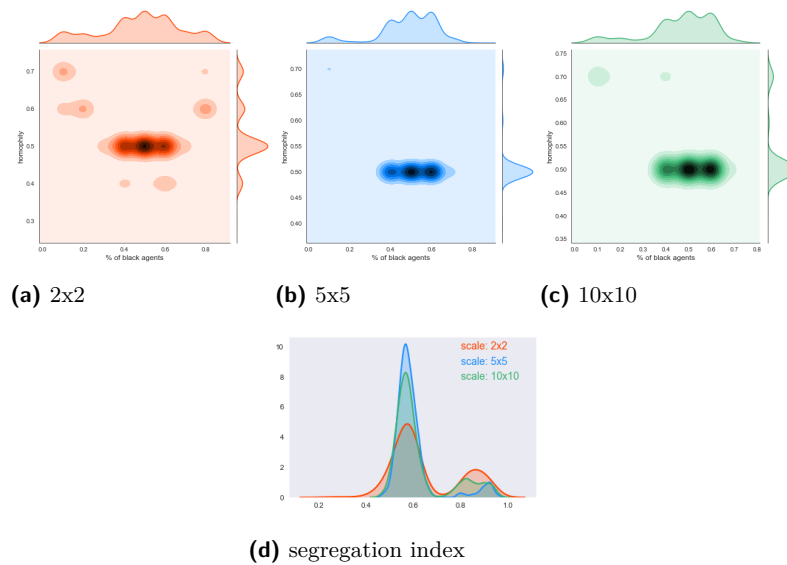 0.7
0.6
0.5
0.4
0.3
homophily
0.0 0.2 0.4 0.6 0.8
% of black agents
(a) 2x2
0.70
0.65
0.60
0.55
0.50
0.45
0.40
homophily
0.0 0.2 0.4 0.6 0.8
% of black agents
(b) 5x5
0.75
0.70
0.65
0.60
0.55
0.50
0.45
0.40
0.35
homophily
0.0 0.1 0.2 0.3 0.4 0.5 0.6 0.7 0.8
% of black agents
(c) 10x10
10
8
6
4
2
0
scale: 2x2
scale: 5x5
scale: 10x10
0.2 0.4 0.6 0.8 1.0
(d) segregation index